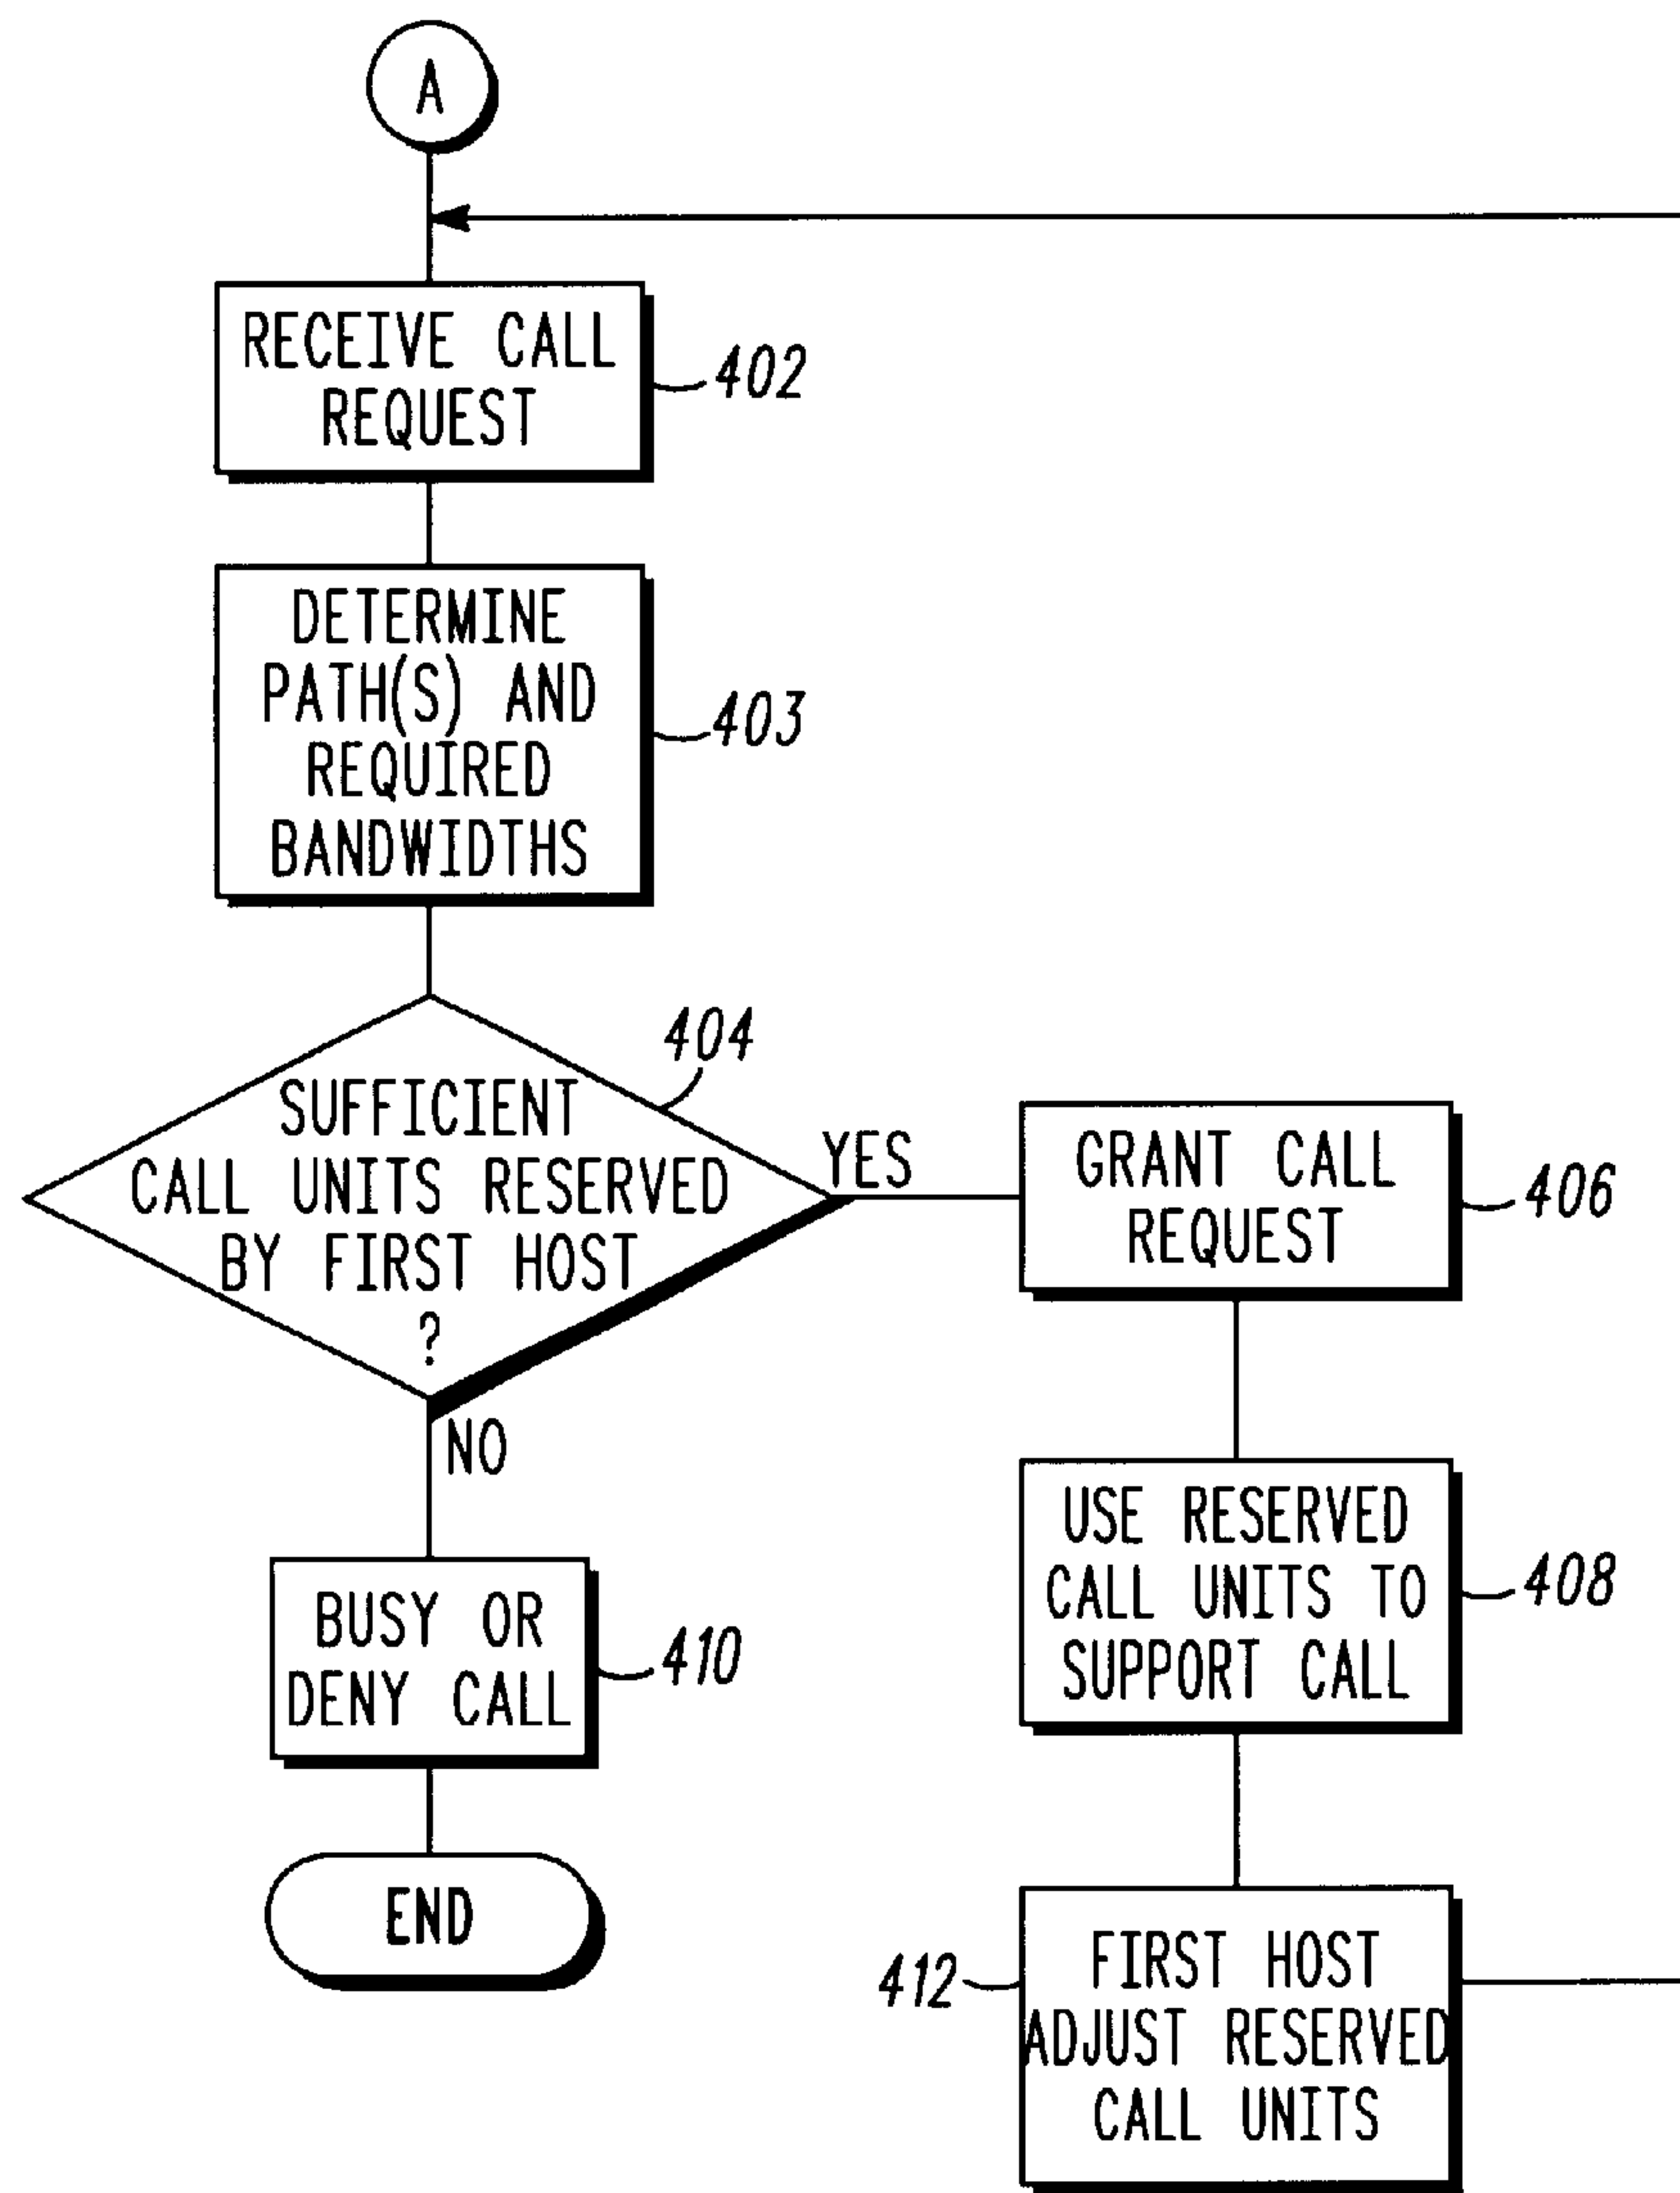 A
RECEIVE CALL
REQUEST
402
DETERMINE
PATH(S) AND
REQUIRED
BANDWIDTHS
403
404
SUFFICIENT
CALL UNITS RESERVED
BY FIRST HOST
?
YES
NO
GRANT CALL
REQUEST
406
USE RESERVED
CALL UNITS TO
SUPPORT CALL
408
BUSY OR
DENY CALL
410
END
412
FIRST HOST
ADJUST RESERVED
CALL UNITS